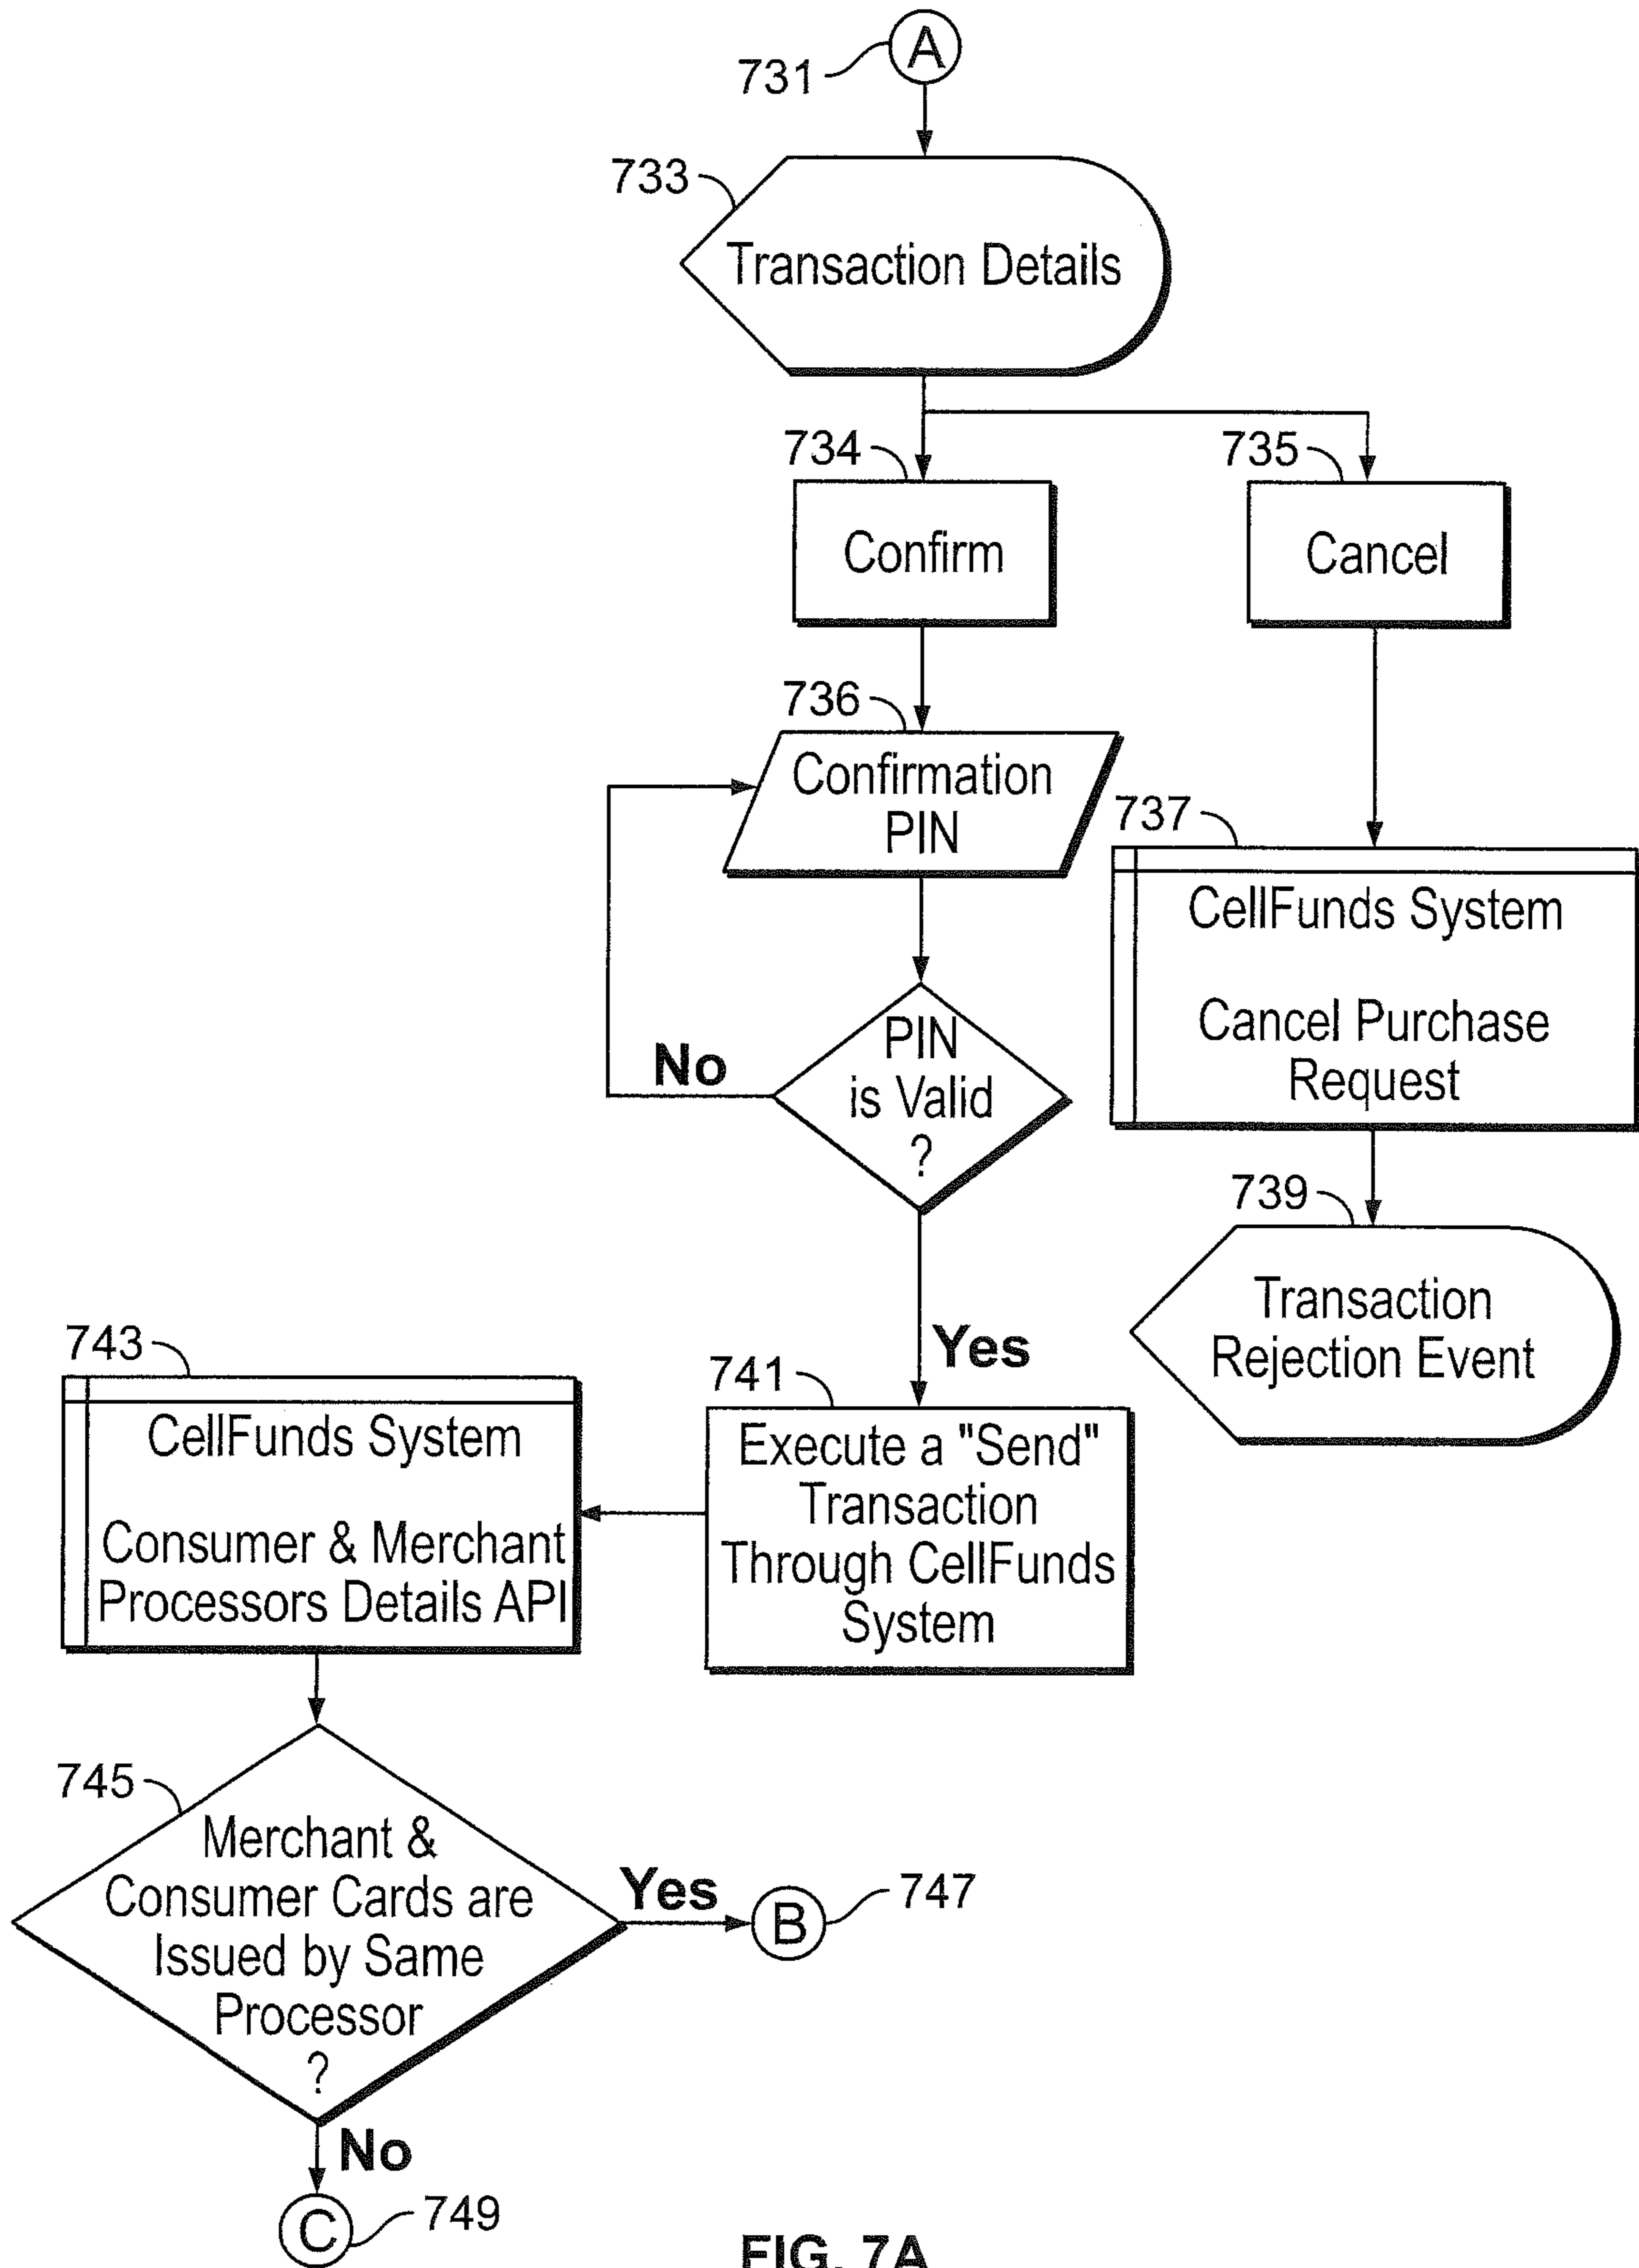 A
731
733
Transaction Details
734
Confirm
735
Cancel
736
Confirmation
PIN
737
CellFunds System
Cancel Purchase
Request
PIN
is Valid
?
No
Yes
739
Transaction
Rejection Event
741
Execute a "Send"
Transaction
Through CellFunds
System
743
CellFunds System
Consumer & Merchant
Processors Details API
745
Merchant &
Consumer Cards are
Issued by Same
Processor
?
Yes
B
747
No
C
749
FIG. 7A